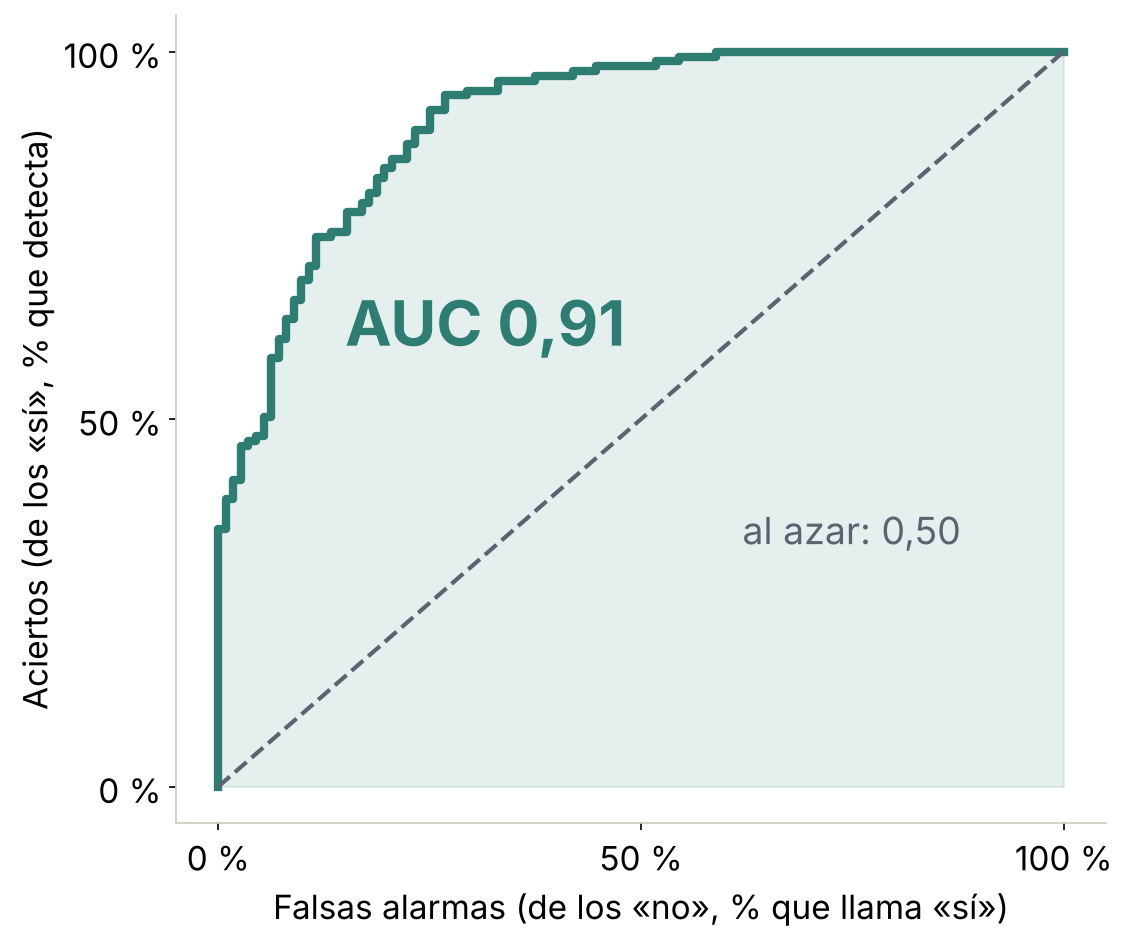 100 %
50 %
0 %
Aciertos (de los «sí», % que detecta)
AUC 0,91
al azar: 0,50
0 %
50 %
100 %
Falsas alarmas (de los «no», % que llama «sí»)